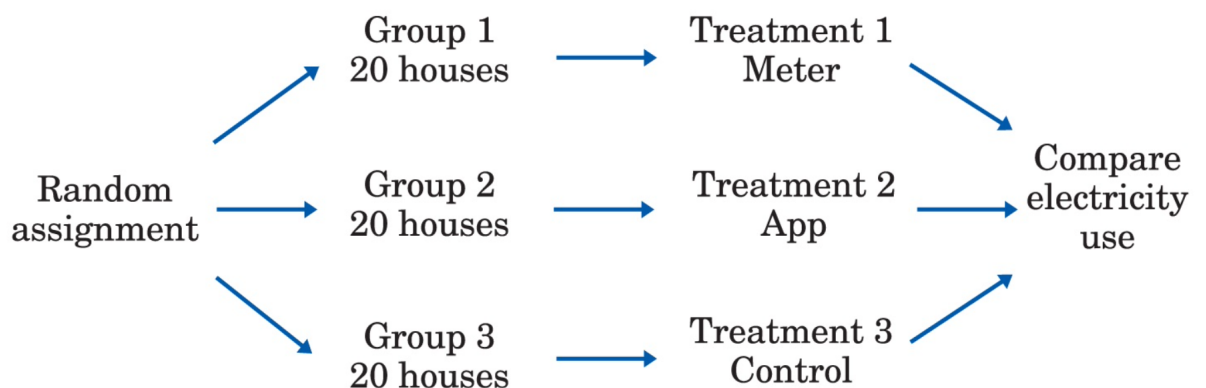 Random
assignment
Group 1
20 houses
Treatment 1
Meter
Group 2
20 houses
Treatment 2
App
Group 3
20 houses
Treatment 3
Control
Compare
electricity
use